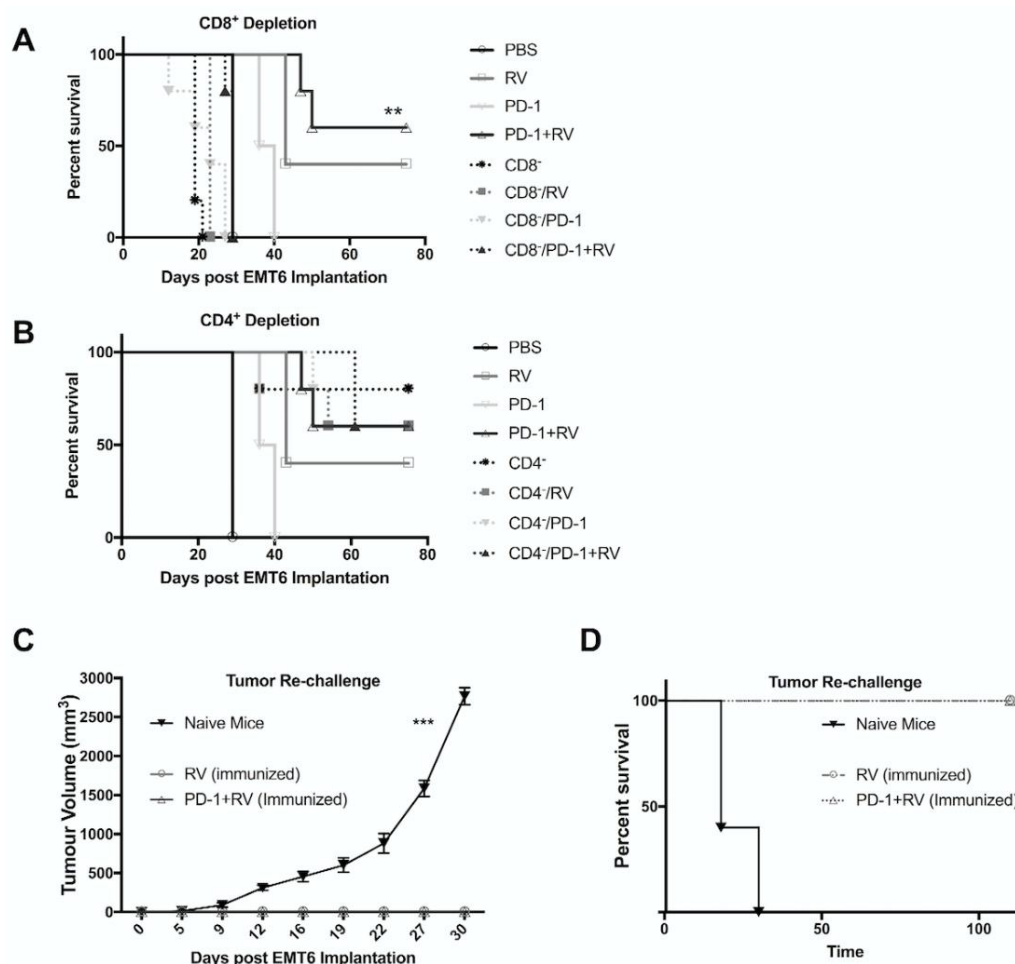 A
CD8⁺ Depletion
Percent survival
100
50
0
0 20 40 60 80
Days post EMT6 Implantation
**
PBS
RV
PD-1
PD-1+RV
CD8⁻
CD8⁻/RV
CD8⁻/PD-1
CD8⁻/PD-1+RV
B
CD4⁺ Depletion
Percent survival
100
50
0
0 20 40 60 80
Days post EMT6 Implantation
PBS
RV
PD-1
PD-1+RV
CD4⁻
CD4⁻/RV
CD4⁻/PD-1
CD4⁻/PD-1+RV
C
Tumor Re-challenge
Tumour Volume (mm³)
3000
2500
2000
1500
1000
500
0
Naive Mice
RV (immunized)
PD-1+RV (Immunized)
***
0 5 9 12 16 19 22 27 30
Days post EMT6 Implantation
D
Tumor Re-challenge
Percent survival
100
50
Naive Mice
RV (immunized)
PD-1+RV (Immunized)
0 50 100
Time